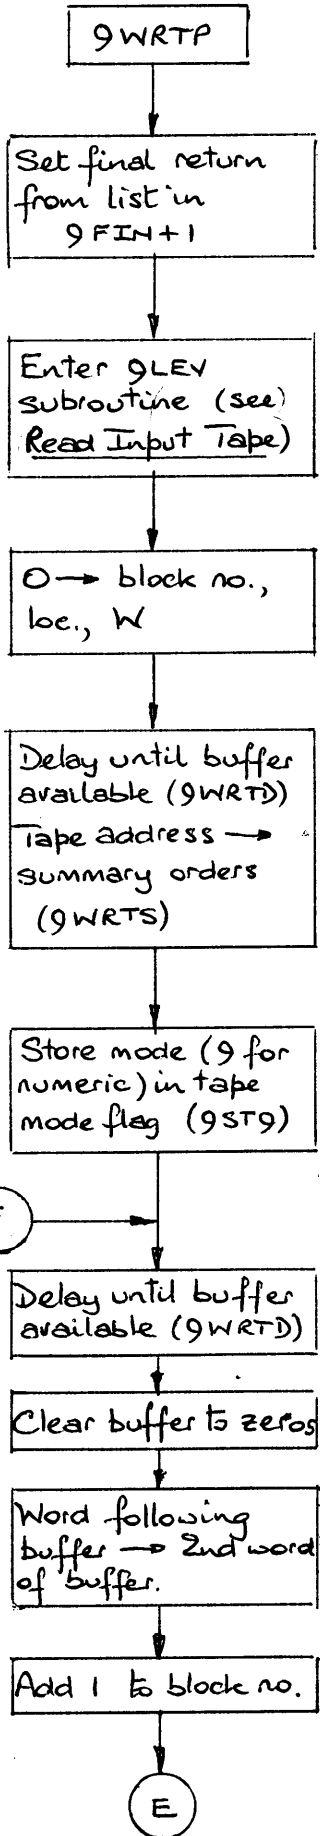 9WRTP
Set final return
from list in
9FIN+1
Enter 9LEV
subroutine (see)
Read Input Tape)
O → block no.,
loc., W
Delay until buffer
available (9WRTD)
Tape address →
summary orders
(9WRTS)
Store mode (9 for
numeric) in tape
mode flag (9ST9)
Delay until buffer
available (9WRTD)
Clear buffer to zeros
Word following
buffer → 2nd word
of buffer.
Add 1 to block no.
E